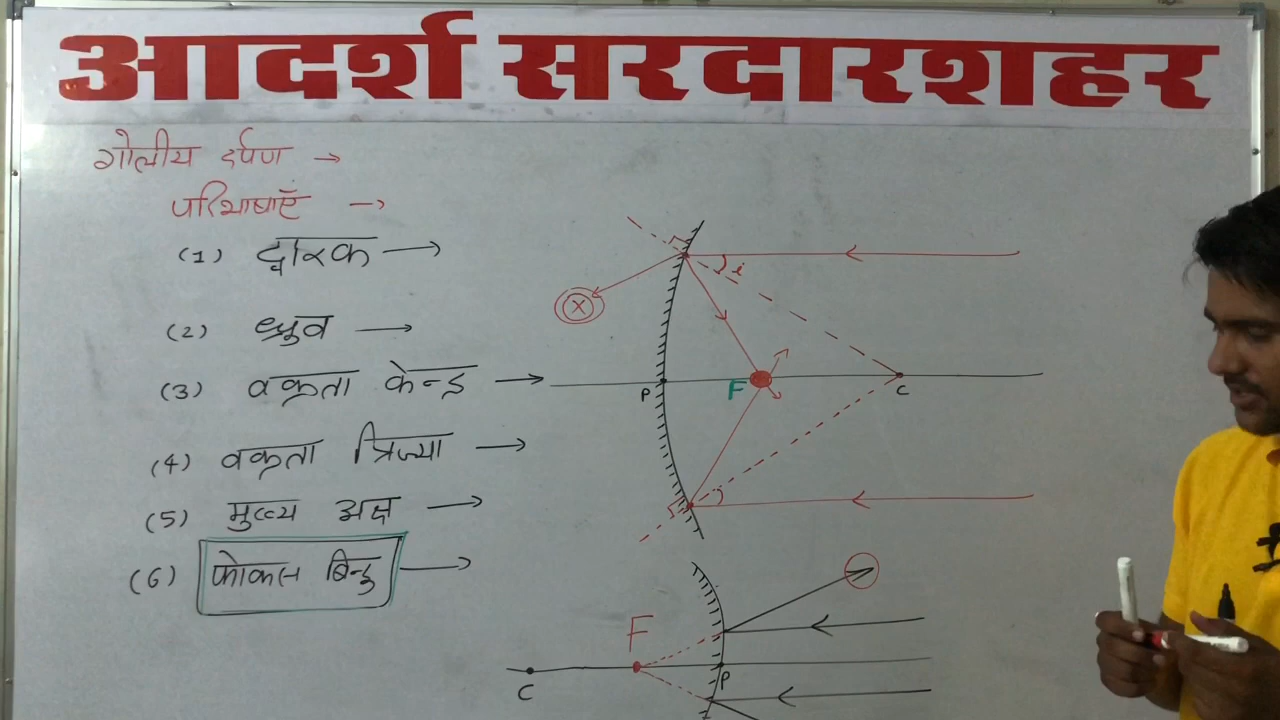 आदर्श सरदारशहर
गोलीय दर्पण →
परिभाषाएँ →
(1) द्वारक →
(2) ध्रुव →
(3) वक्रता केन्द्र →
(4) वक्रता त्रिज्या →
(5) मुख्य अक्ष →
(6) फोकस बिन्दु →
i
X
P
F
C
F
C
P